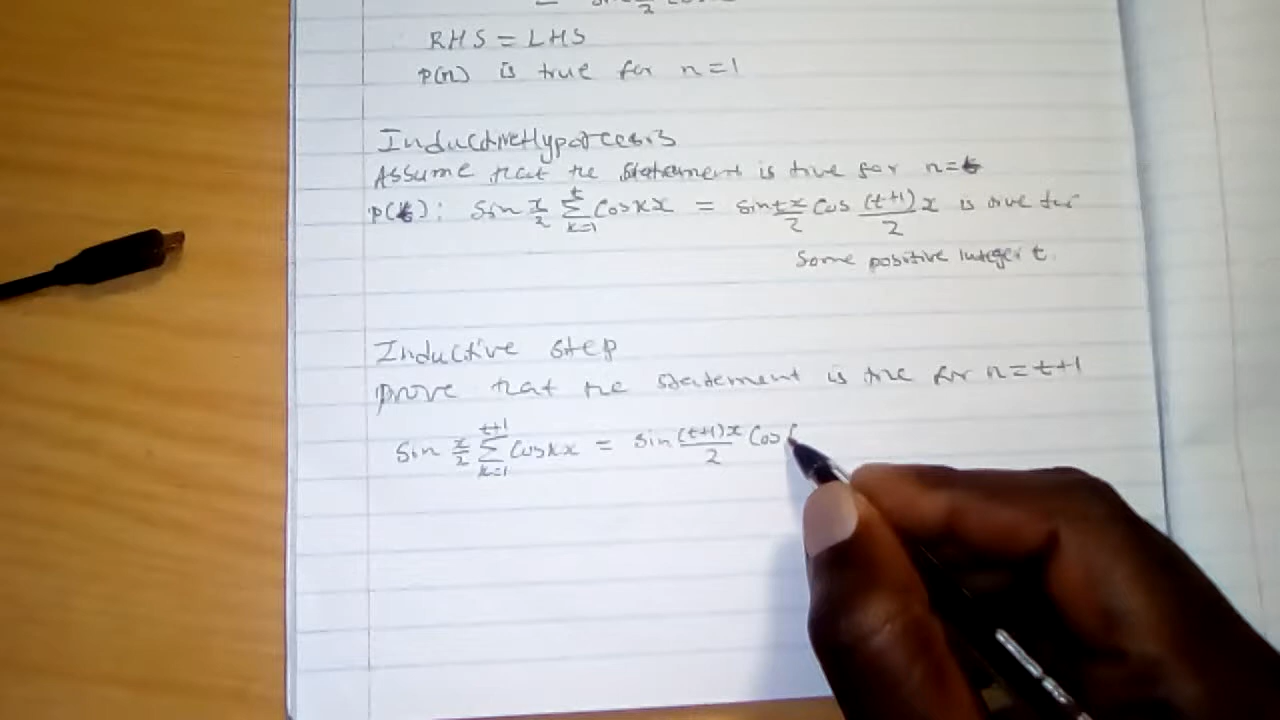 RHS = LHS
P(n) is true for n=1
Inductive Hypothesis
Assume that the statement is true for n=t
P(t): Sin x/2 ∑_{k=1}^{t} Cos kx = sin tx/2 Cos (t+1)x/2 is true for
Some positive integer t.
Inductive step
Prove that the statement is true for n=t+1
Sin x/2 ∑_{k=1}^{t+1} Cos kx = sin (t+1)x/2 Cos (